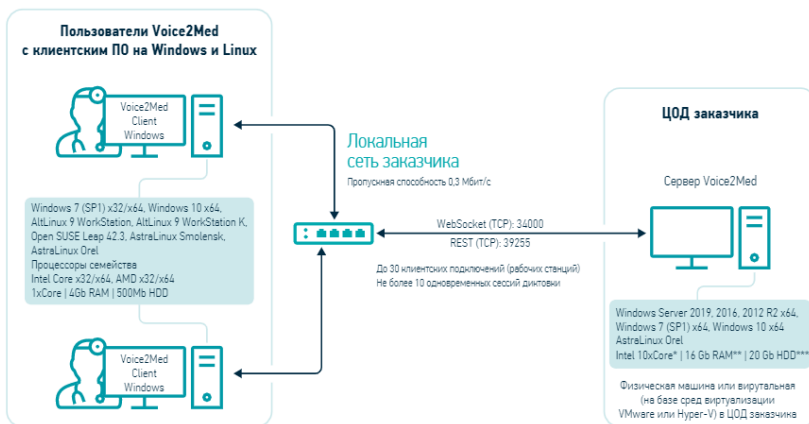 Пользователи Voice2Med
с клиентским ПО на Windows и Linux
Voice2Med
Client
Windows
Windows 7 (SP1) x32/x64, Windows 10 x64,
AltLinux 9 WorkStation, AltLinux 9 WorkStation K,
Open SUSE Leap 42.3, AstraLinux Smolensk,
AstraLinux Orel
Процессоры семейства
Intel Core x32/x64, AMD x32/x64
1xCore | 4Gb RAM | 500Mb HDD
Voice2Med
Client
Windows
Локальная
сеть заказчика
Пропускная способность 0,3 Мбит/с
WebSocket (TCP): 34000
REST (TCP): 39255
До 30 клиентских подключений (рабочих станций)
Не более 10 одновременных сессий диктовки
ЦОД заказчика
Сервер Voice2Med
Windows Server 2019, 2016, 2012 R2 x64,
Windows 7 (SP1) x64, Windows 10 x64
AstraLinux Orel
Intel 10xCore* | 16 Gb RAM** | 20 Gb HDD***
Физическая машина или вирутальная
(на базе сред виртуализации
VMware или Hyper-V) в ЦОД заказчика